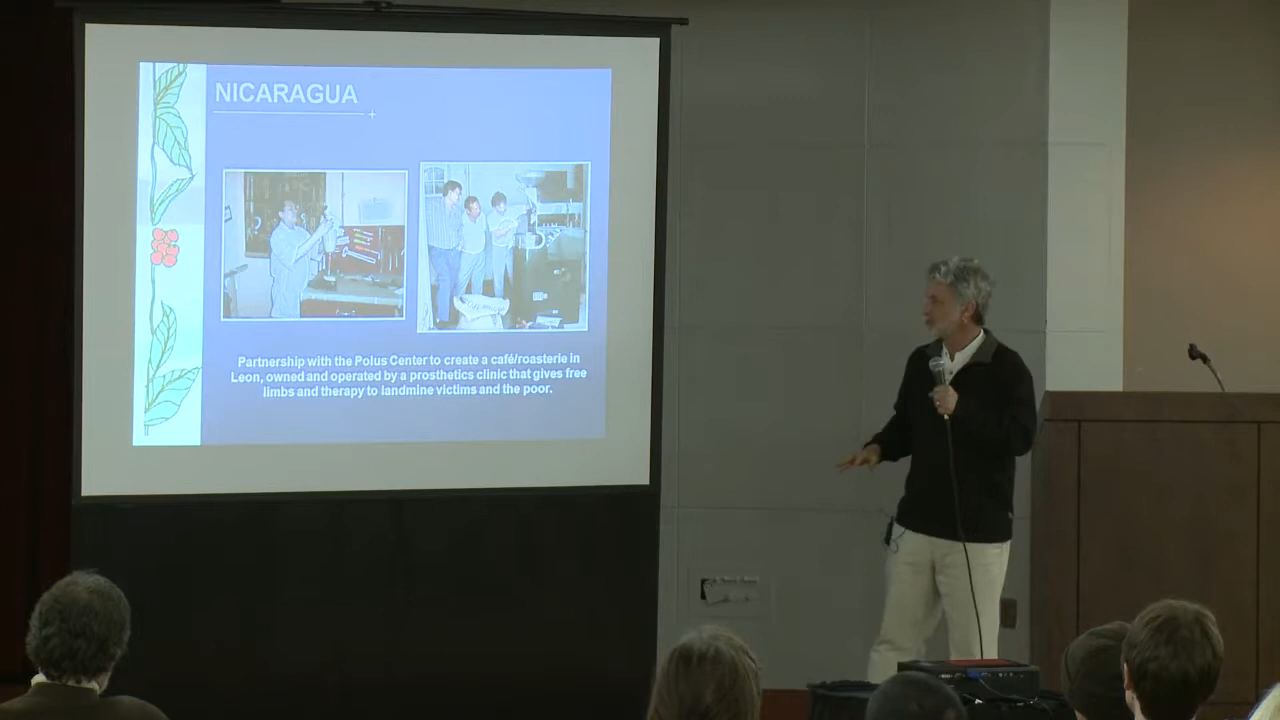 NICARAGUA
Partnership with the Polus Center to create a café/roasterie in
Leon, owned and operated by a prosthetics clinic that gives free
limbs and therapy to landmine victims and the poor.